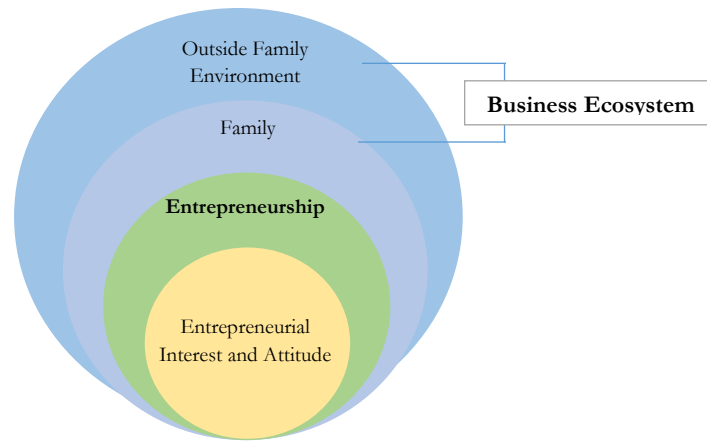 Outside Family
Environment
Business Ecosystem
Family
Entrepreneurship
Entrepreneurial
Interest and Attitude